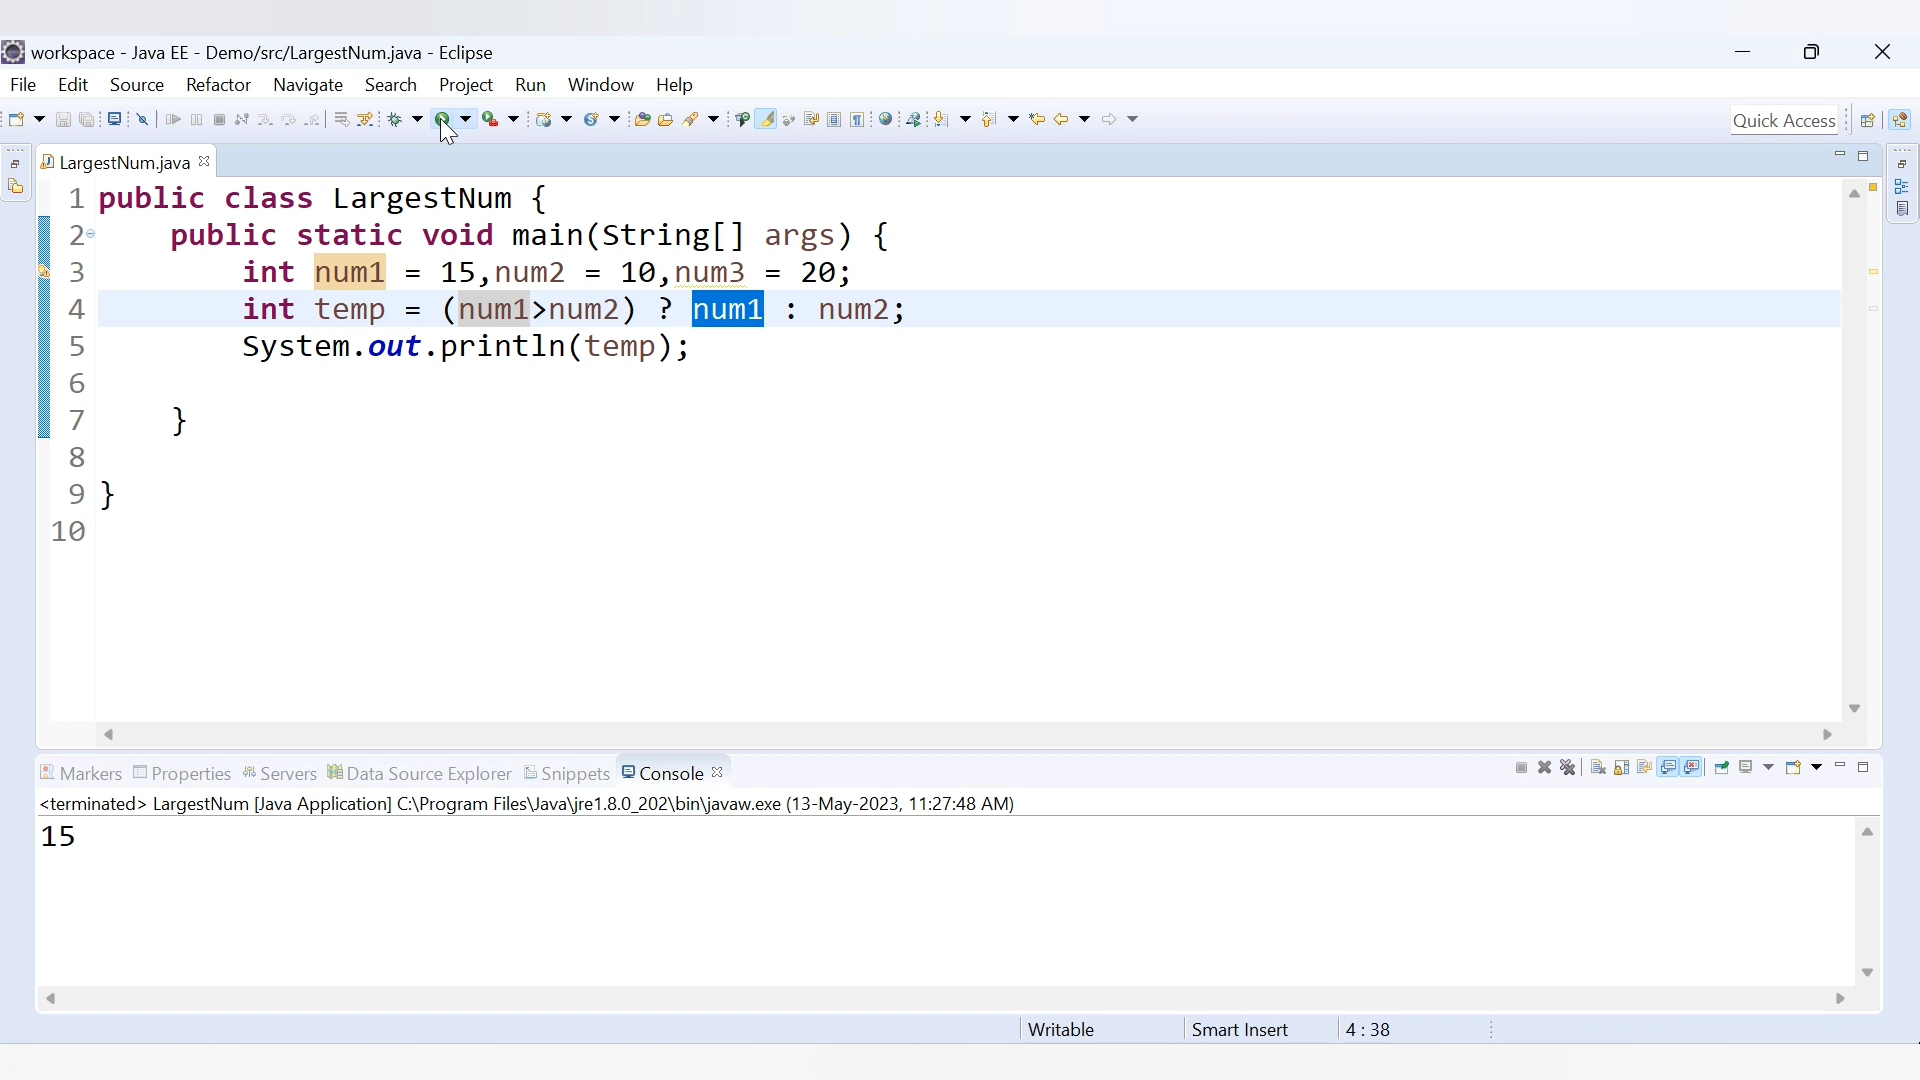 workspace - Java EE - Demo/src/LargestNum.java - Eclipse
File Edit Source Refactor Navigate Search Project Run Window Help
Quick Access
LargestNum.java
1 public class LargestNum {
2 public static void main(String[] args) {
3 int num1 = 15,num2 = 10,num3 = 20;
4 int temp = (num1>num2) ? num1 : num2;
5 System.out.println(temp);
6
7 }
8
9 }
10
Markers Properties Servers Data Source Explorer Snippets Console
<terminated> LargestNum [Java Application] C:\Program Files\Java\jre1.8.0_202\bin\javaw.exe (13-May-2023, 11:27:48 AM)
15
Writable Smart Insert 4 : 38